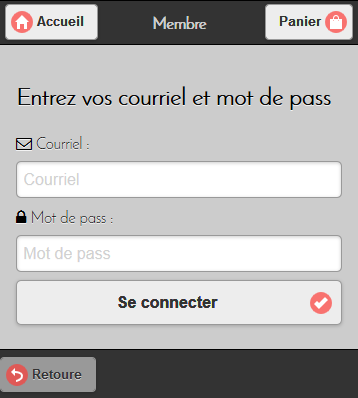 Accueil
Membre
Panier
Entrez vos courriel et mot de pass
Courriel :
Courriel
Mot de pass :
Mot de pass
Se connecter
Retoure